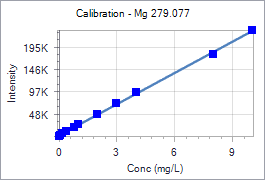 Calibration - Mg 279.077
195K
146K
97K
48K
Intensity
0
3
6
9
Conc (mg/L)